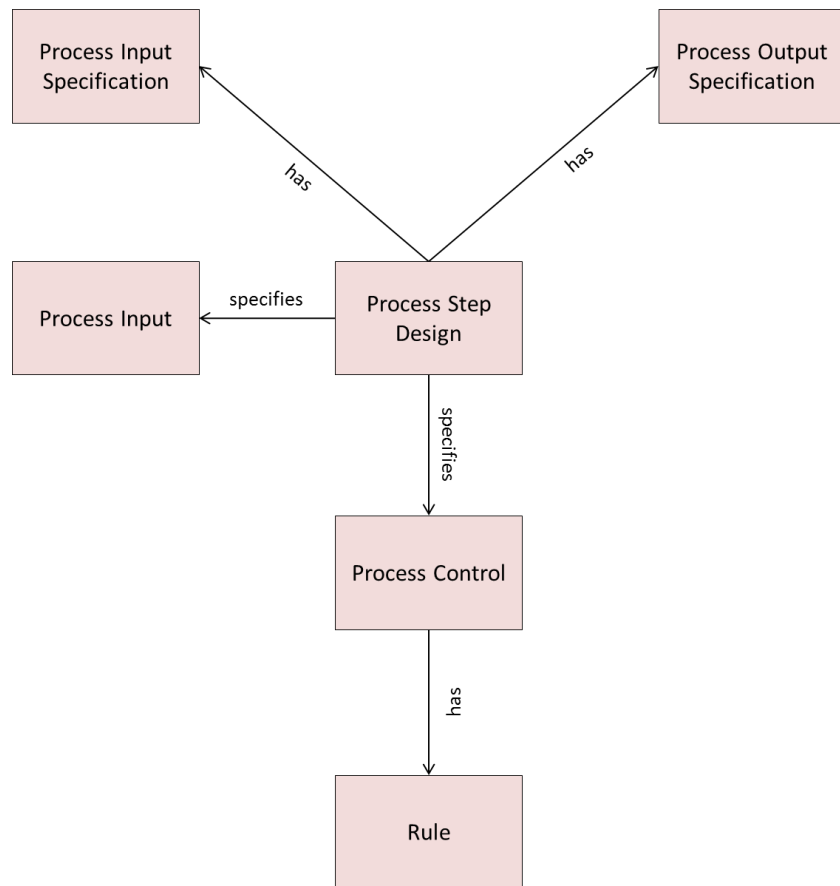 Process Input
Specification
Process Output
Specification
has
has
Process Input
specifies
Process Step
Design
specifies
Process Control
has
Rule